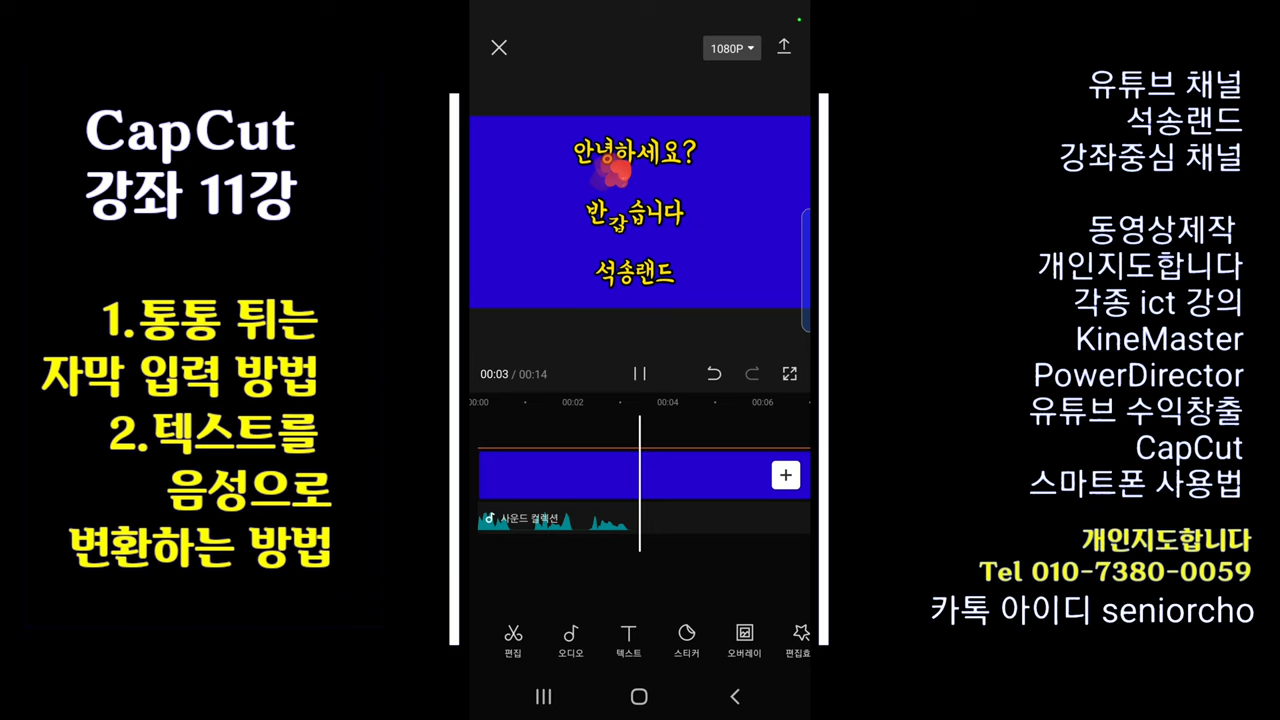 CapCut
강좌 11강
1.통통 튀는
자막 입력 방법
2.텍스트를
음성으로
변환하는 방법
1080P
안녕하세요?
반갑습니다
석송랜드
00:03 / 00:14
00:00
00:02
00:04
00:06
사운드 컬렉션
편집
오디오
텍스트
스티커
오버레이
편집효
유튜브 채널
석송랜드
강좌중심 채널
동영상제작
개인지도합니다
각종 ict 강의
KineMaster
PowerDirector
유튜브 수익창출
CapCut
스마트폰 사용법
개인지도합니다
Tel 010-7380-0059
카톡 아이디 seniorcho